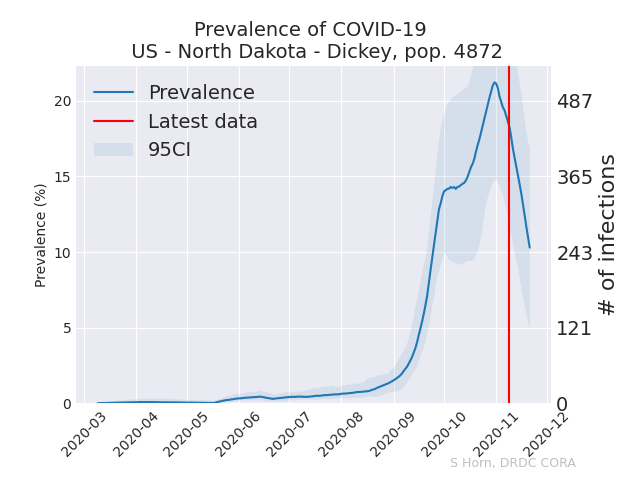 Prevalence of COVID-19
US - North Dakota - Dickey, pop. 4872
Prevalence
Latest data
95CI
Prevalence (%)
20
15
10
5
0
487
365
243
121
0
# of infections
2020-03
2020-04
2020-05
2020-06
2020-07
2020-08
2020-09
2020-10
2020-11
2020-12
S Horn, DRDC CORA